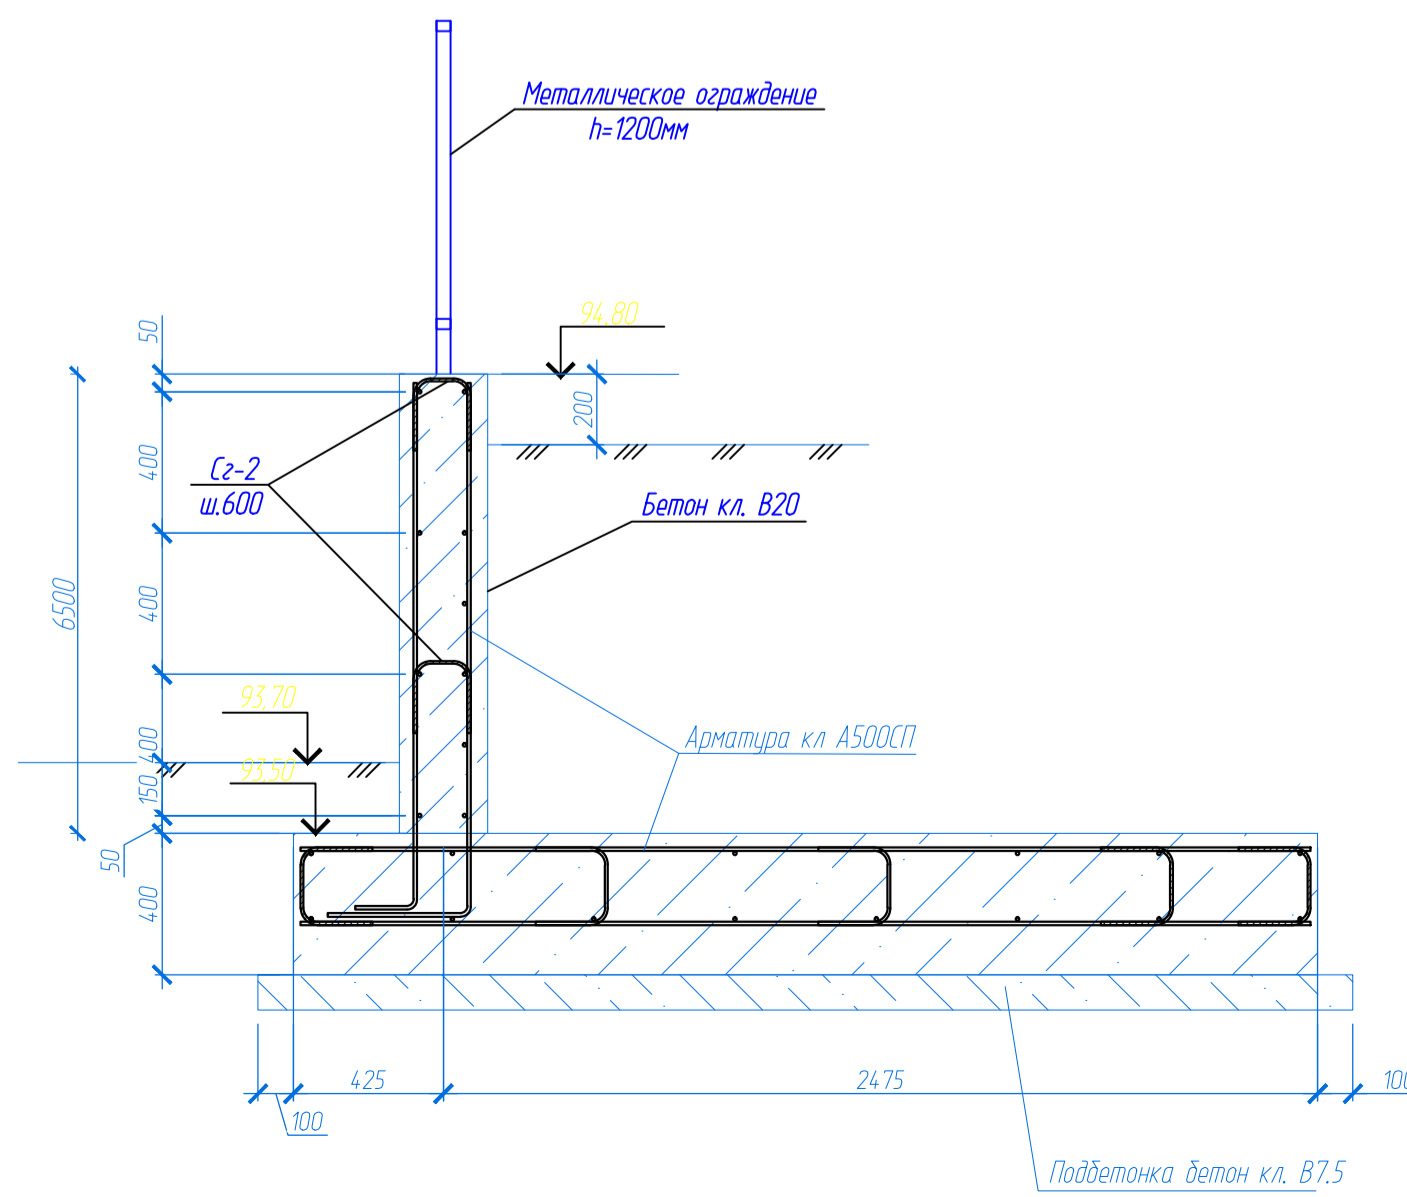 Металлическое ограждение
h=1200мм
94.80
50
200
400
Сг-2
ш.600
Бетон кл. В20
6500
400
93.70
Арматура кл А500СП
400
93.50
150
50
400
425
2475
100
100
Подбетонка бетон кл. В7.5